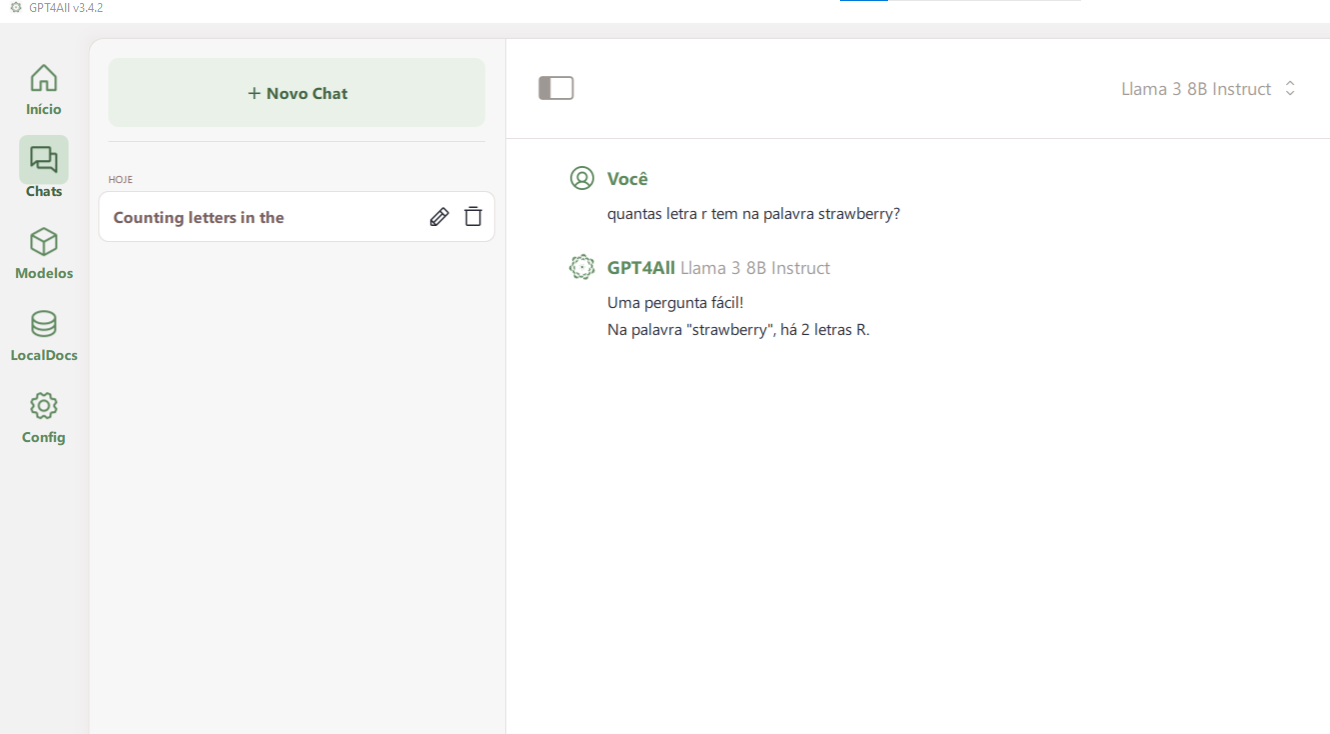 GPT4All v3.4.2
Início
Chats
Modelos
LocalDocs
Config
+ Novo Chat
HOJE
Counting letters in the
Llama 3 8B Instruct
Você
quantas letra r tem na palavra strawberry?
GPT4All Llama 3 8B Instruct
Uma pergunta fácil!
Na palavra "strawberry", há 2 letras R.